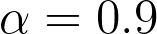 α = 0.9